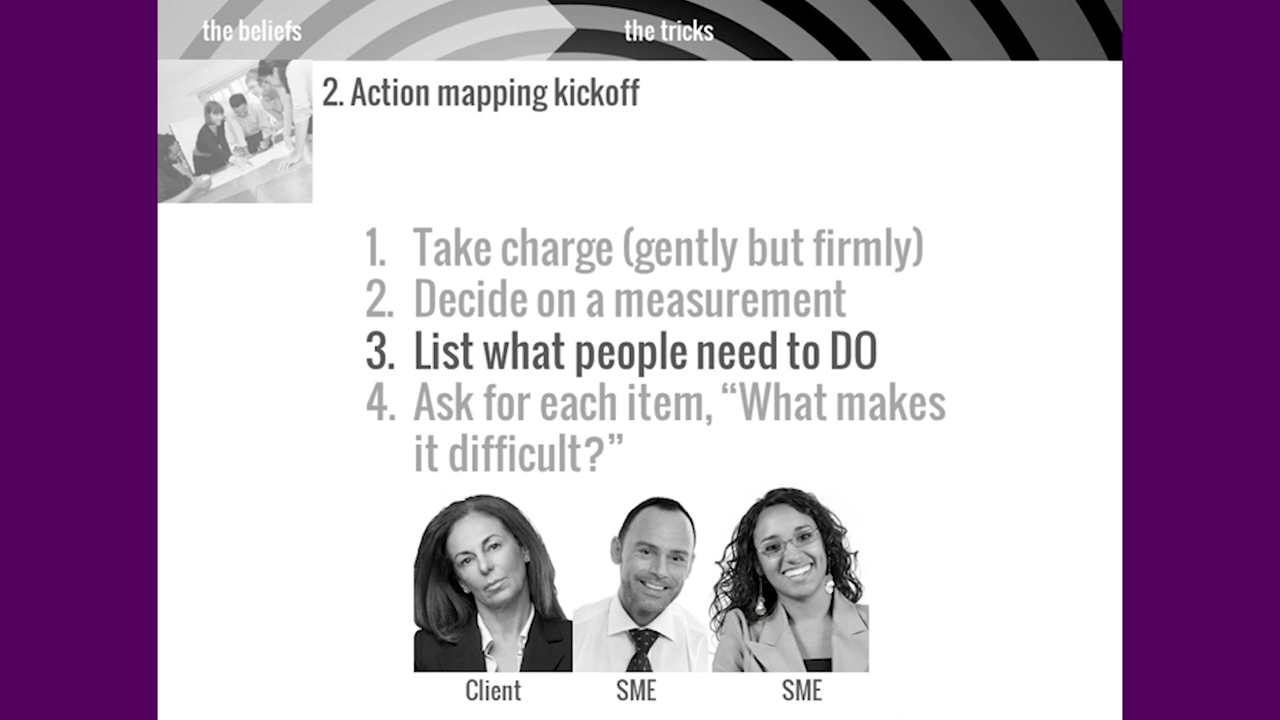 the beliefs
the tricks
2. Action mapping kickoff
1. Take charge (gently but firmly)
2. Decide on a measurement
3. List what people need to DO
4. Ask for each item, “What makes
it difficult?”
Client
SME
SME